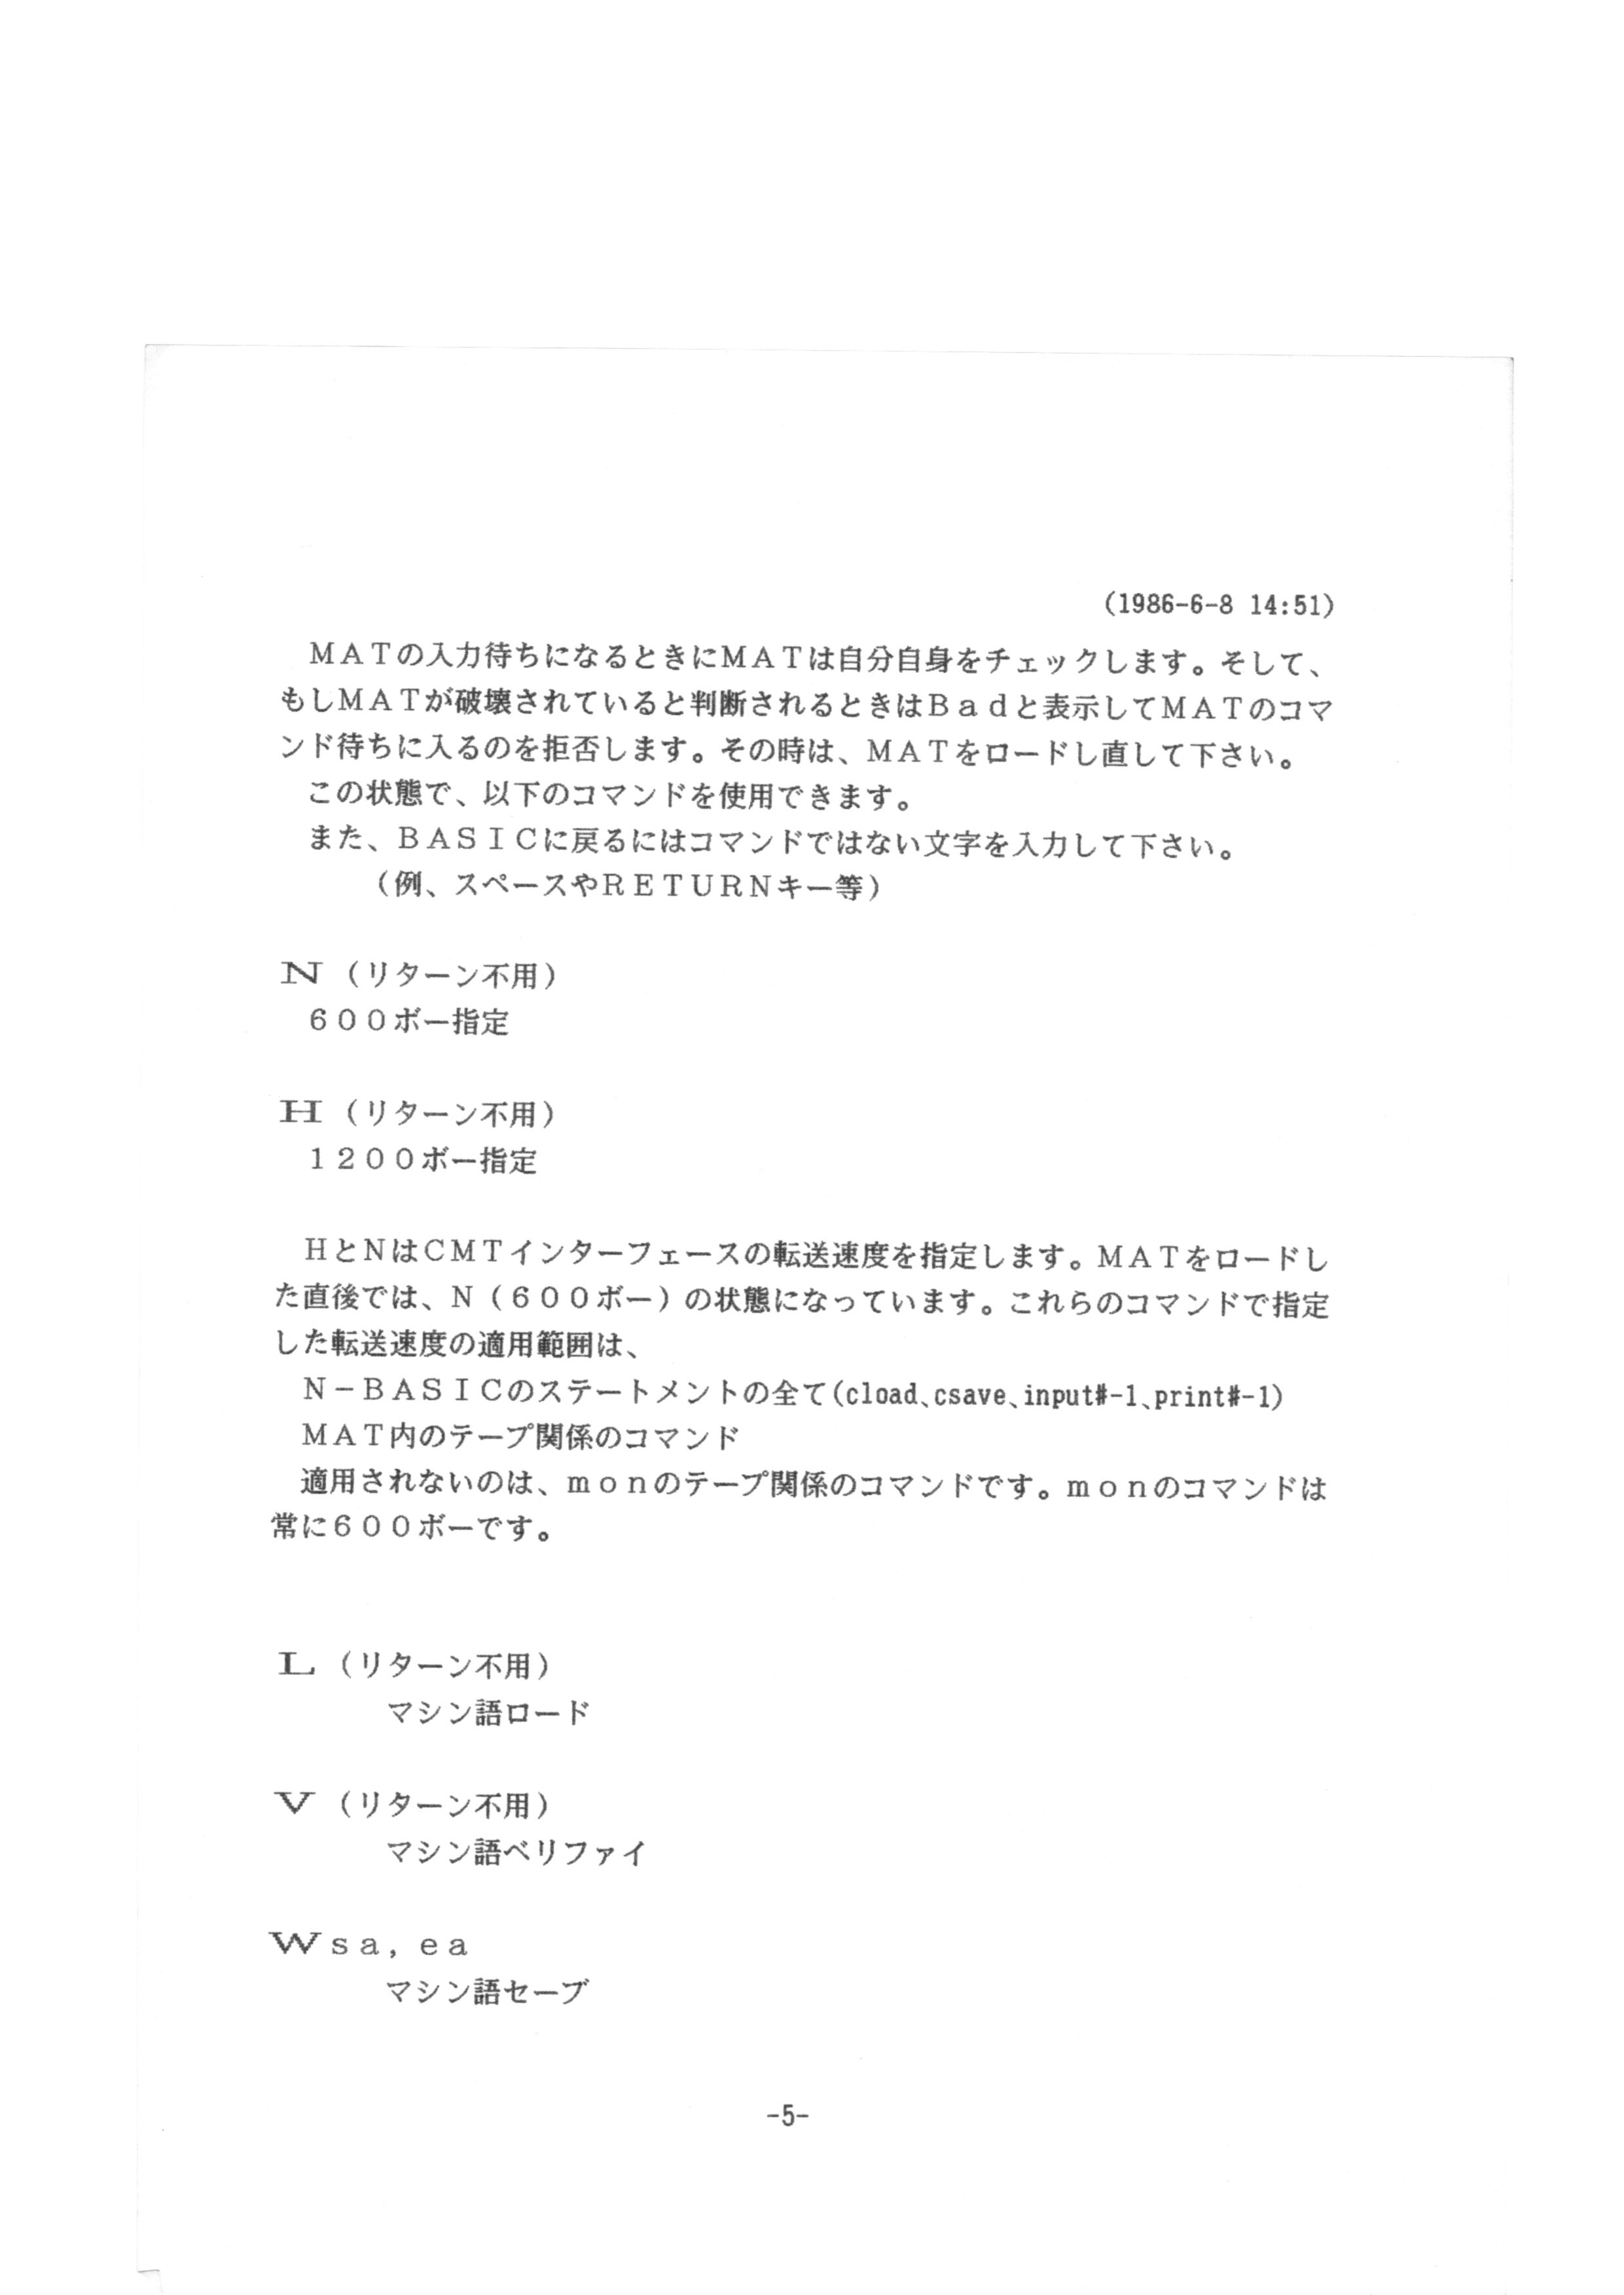 (1986-6-8 14:51)
　ＭＡＴの入力待ちになるときにＭＡＴは自分自身をチェックします。そして、
もしＭＡＴが破壊されていると判断されるときはＢａｄと表示してＭＡＴのコマ
ンド待ちに入るのを拒否します。その時は、ＭＡＴをロードし直して下さい。
　この状態で、以下のコマンドを使用できます。
　また、ＢＡＳＩＣに戻るにはコマンドではない文字を入力して下さい。
　　　（例、スペースやＲＥＴＵＲＮキー等）
Ｎ（リターン不用）
　６００ボー指定
Ｈ（リターン不用）
　１２００ボー指定
　ＨとＮはＣＭＴインターフェースの転送速度を指定します。ＭＡＴをロードし
た直後では、Ｎ（６００ボー）の状態になっています。これらのコマンドで指定
した転送速度の適用範囲は、
　Ｎ－ＢＡＳＩＣのステートメントの全て(cload､csave､input#-1､print#-1)
　ＭＡＴ内のテープ関係のコマンド
　適用されないのは、ｍｏｎのテープ関係のコマンドです。ｍｏｎのコマンドは
常に６００ボーです。
Ｌ（リターン不用）
　　　　マシン語ロード
Ｖ（リターン不用）
　　　　マシン語ベリファイ
Ｗｓａ，ｅａ
　　　　マシン語セーブ
-5-